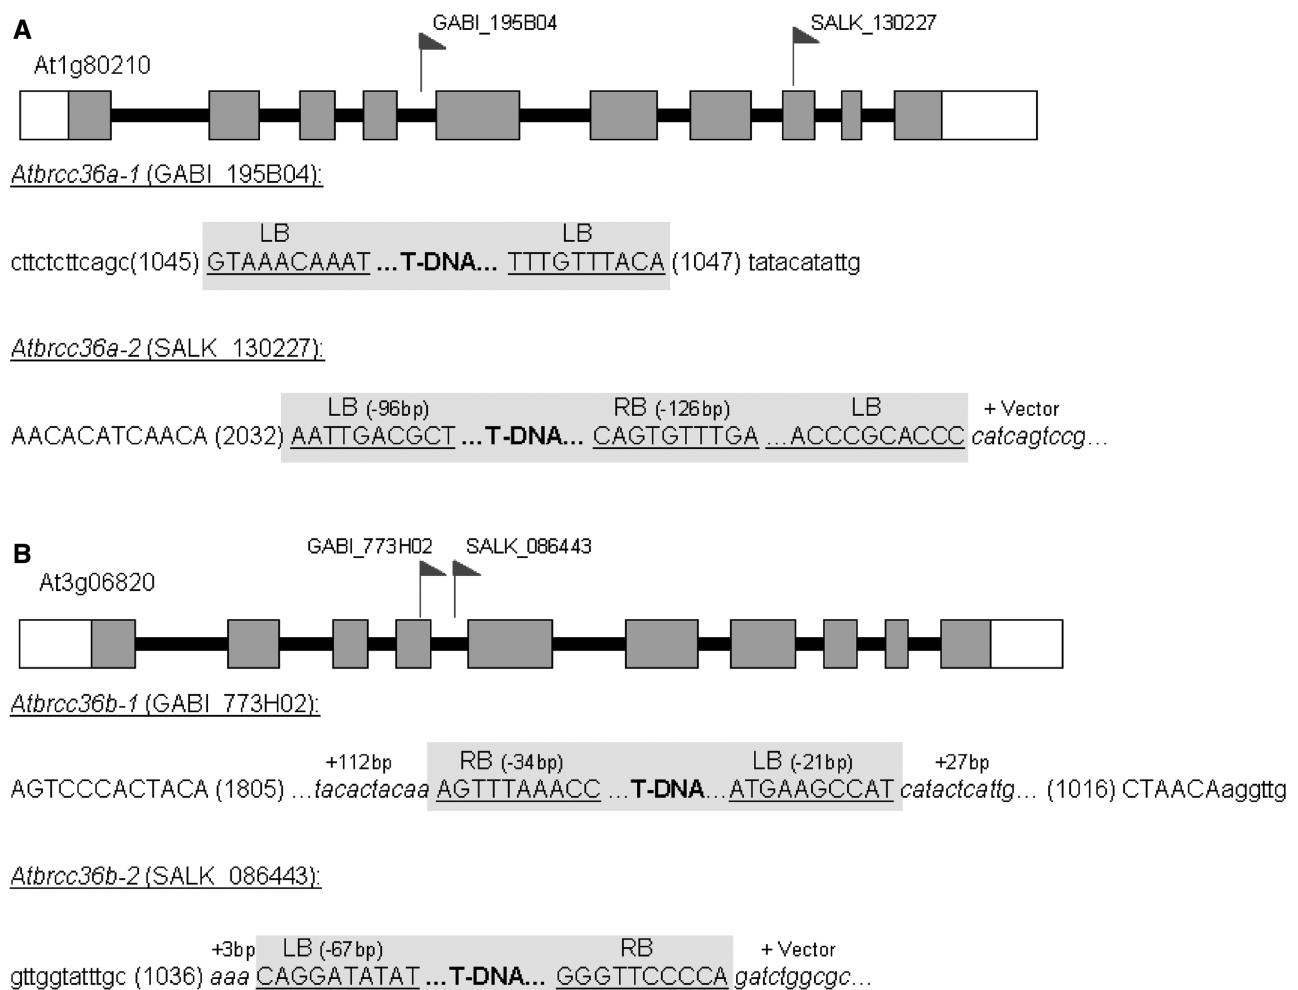 A
GABI_195B04 SALK_130227
At1g80210
Atbrcc36a-1 (GABI_195B04):
LB LB
cttctcttcagc(1045) GTAAACAAAT ...T-DNA... TTTGTTTACA (1047) tatacatattg
Atbrcc36a-2 (SALK_130227):
LB (-96bp) RB (-126bp) LB + Vector
AACACATCAACA (2032) AATTGACGCT ...T-DNA... CAGTGTTTGA ...ACCCGCACCC catcagtccg...
B
GABI_773H02 SALK_086443
At3g06820
Atbrcc36b-1 (GABI_773H02):
+112bp RB (-34bp) LB (-21bp) +27bp
AGTCCCACTACA (1805) ...tacactacaa AGTTTAAACC ...T-DNA...ATGAAGCCAT catactcattg... (1016) CTAACAaggttg
Atbrcc36b-2 (SALK_086443):
+3bp LB (-67bp) RB + Vector
gttggtatttgc (1036) aaa CAGGATATAT ...T-DNA... GGGTTCCCCA gatctggcgc...